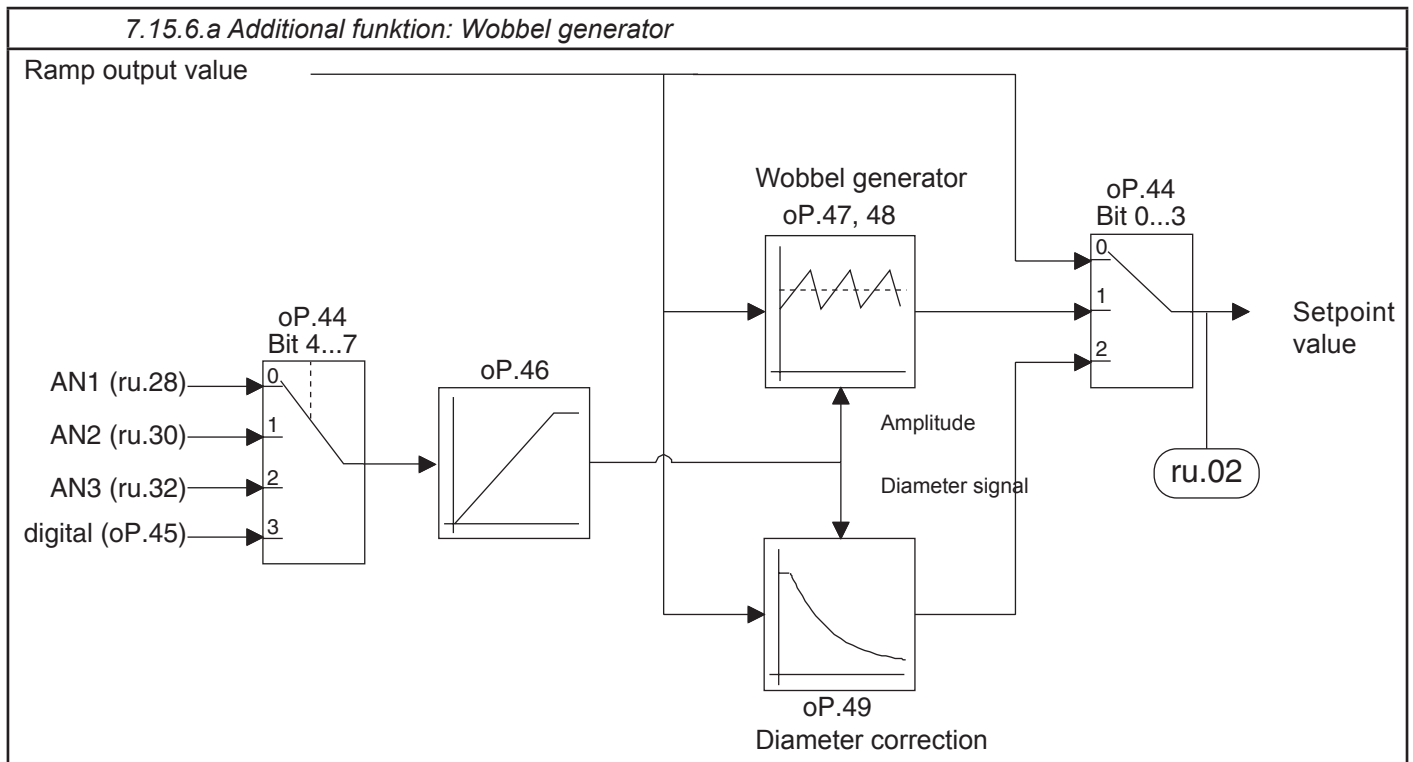 7.15.6.a Additional funktion: Wobbel generator
Ramp output value
Wobbel generator
oP.47, 48
oP.44
Bit 0...3
0
1
2
Setpoint
value
ru.02
oP.44
Bit 4...7
AN1 (ru.28)
0
AN2 (ru.30)
1
AN3 (ru.32)
2
digital (oP.45)
3
oP.46
Amplitude
Diameter signal
oP.49
Diameter correction